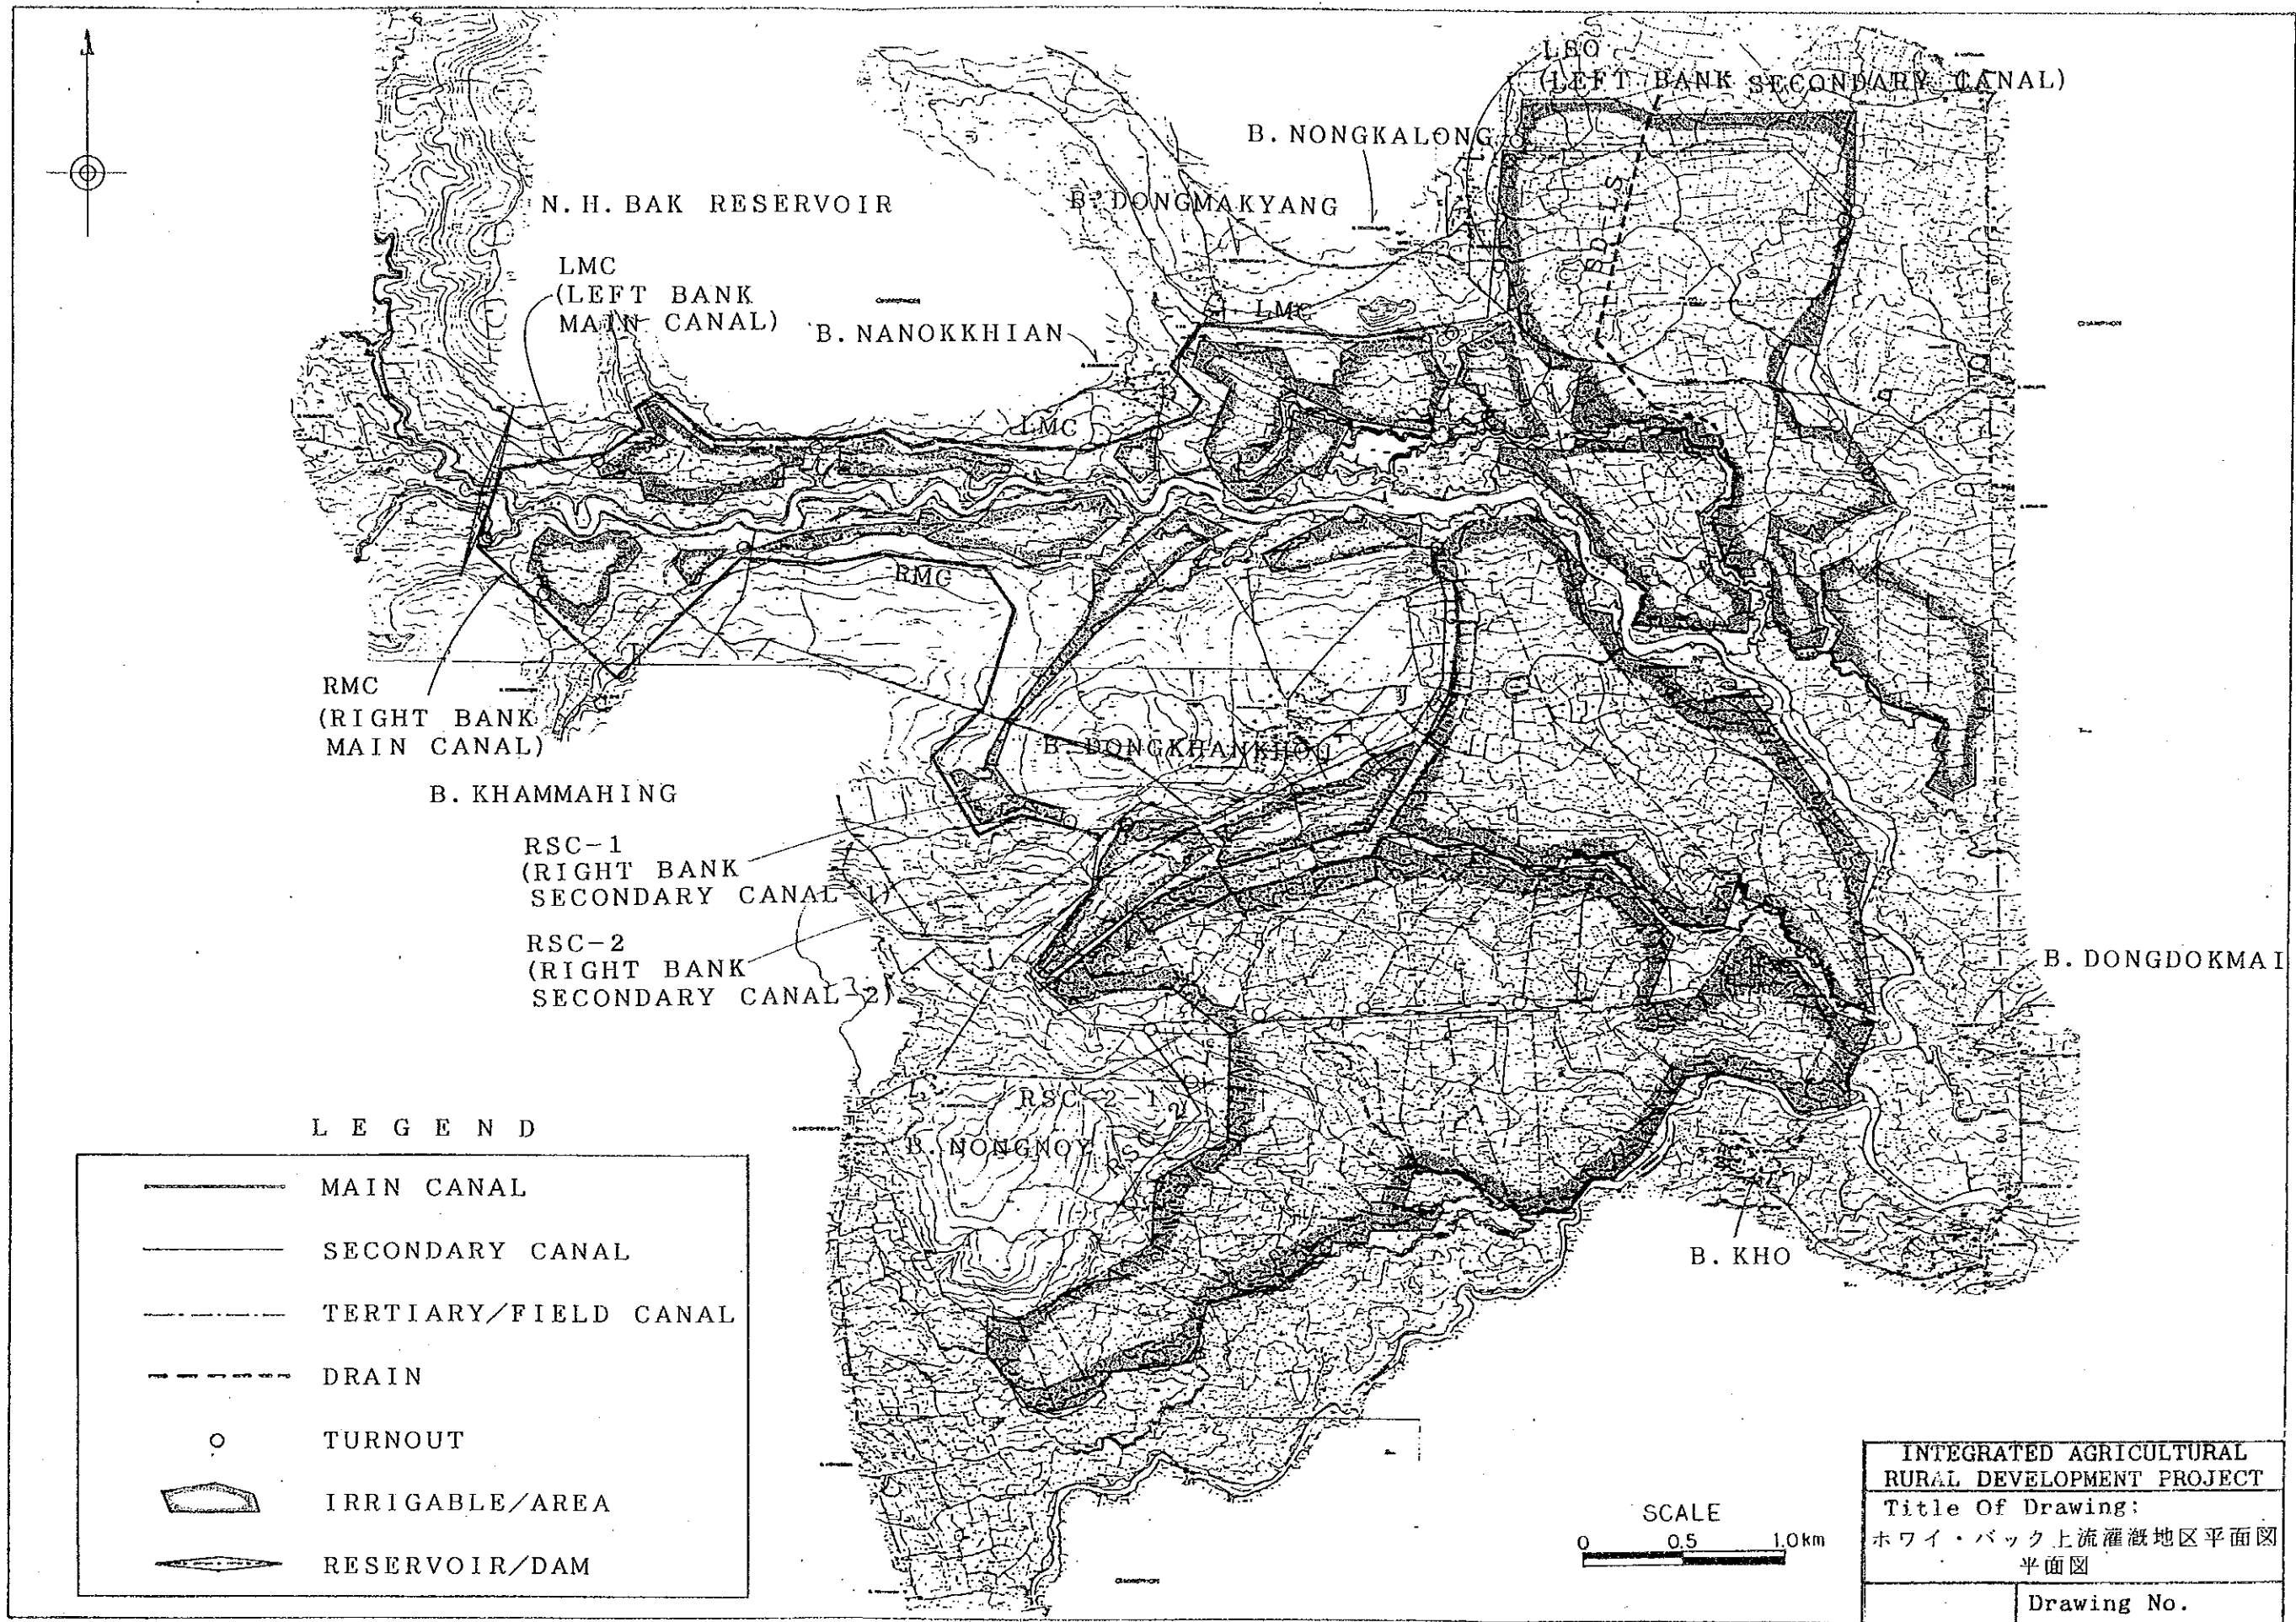 LSO
(LEFT BANK SECONDARY CANAL)
B. NONGKALONG
N. H. BAK RESERVOIR
B. DONGMAKYANG
LMC
(LEFT BANK
MAIN CANAL)
LMC
B. NANOKKHIAN
LMC
RMC
RMC
(RIGHT BANK
MAIN CANAL)
B. DONGKHANKHOU
B. KHAMMAHING
RSC-1
(RIGHT BANK
SECONDARY CANAL-1)
RSC-2
(RIGHT BANK
SECONDARY CANAL-2)
B. DONGDOKMAI
RSC-2-1
B. NONGNOY
B. KHO
LEGEND
MAIN CANAL
SECONDARY CANAL
TERTIARY/FIELD CANAL
DRAIN
TURNOUT
IRRIGABLE/AREA
RESERVOIR/DAM
SCALE
0 0.5 1.0km
INTEGRATED AGRICULTURAL
RURAL DEVELOPMENT PROJECT
Title Of Drawing:
ホワイ・バック上流灌漑地区平面図
平面図
Drawing No.